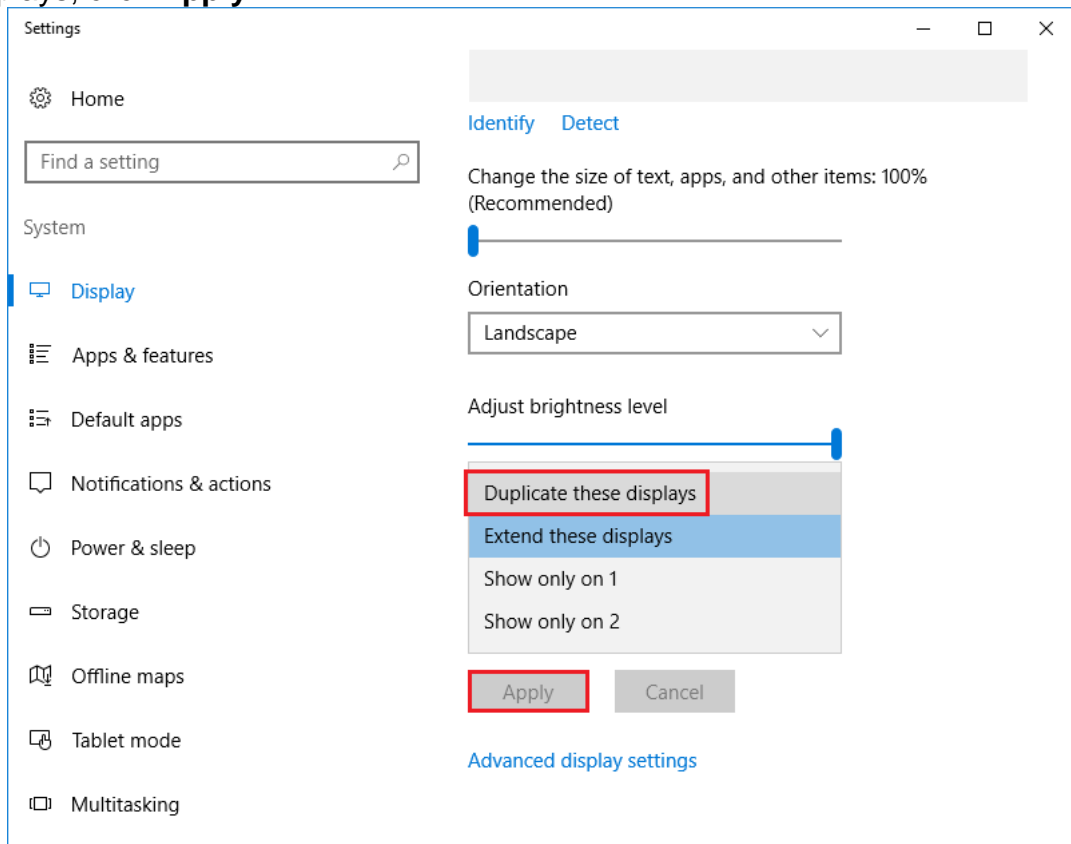 Settings
Home
Find a setting
System
Display
Apps & features
Default apps
Notifications & actions
Power & sleep
Storage
Offline maps
Tablet mode
Multitasking
Identify Detect
Change the size of text, apps, and other items: 100%
(Recommended)
Orientation
Landscape
Adjust brightness level
Duplicate these displays
Extend these displays
Show only on 1
Show only on 2
Apply Cancel
Advanced display settings